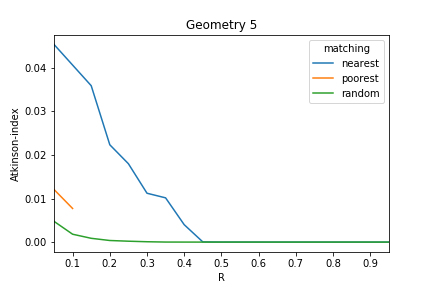 Geometry 5
matching
nearest
poorest
random
Atkinson-index
0.04
0.03
0.02
0.01
0.00
0.1 0.2 0.3 0.4 0.5 0.6 0.7 0.8 0.9
R